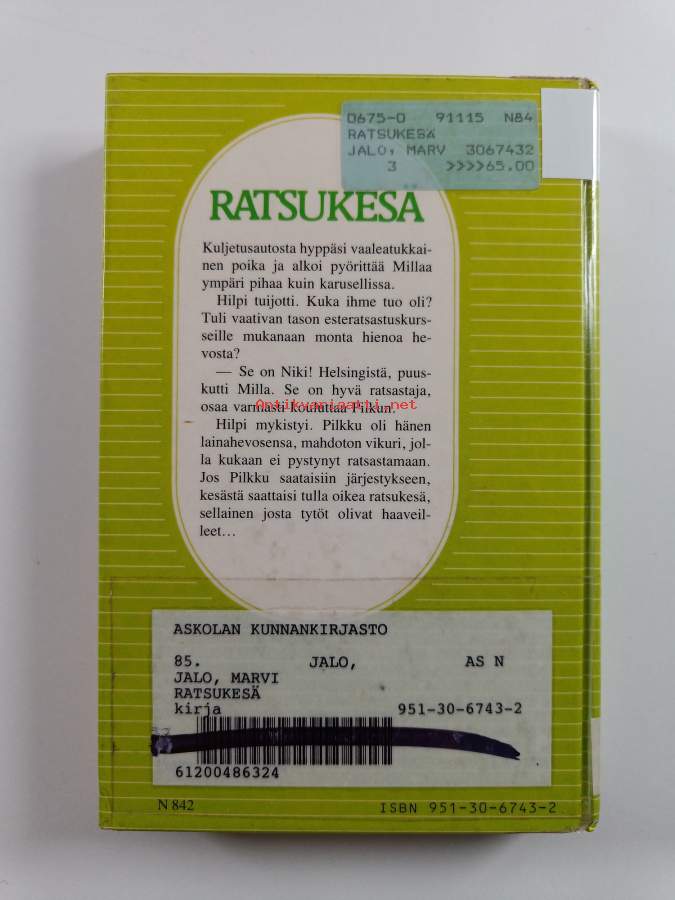 0675-0 91115 N84
RATSUKESÄ
JALO, MARV 3067432
3 >>>>65.00
RATSUKESÄ
Kuljetusautosta hyppäsi vaaleatukkai-
nen poika ja alkoi pyörittää Millaa
ympäri pihaa kuin karusellissa.
Hilpi tuijotti. Kuka ihme tuo oli?
Tuli vaativan tason esteratsastuskurs-
seille mukanaan monta hienoa he-
vosta?
— Se on Niki! Helsingistä, puus-
kutti Milla. Se on hyvä ratsastaja,
osaa varmasti kouluttaa Pilkun.
Antikvariaatti.net
Hilpi mykistyi. Pilkku oli hänen
lainahevosensa, mahdoton vikuri, jol-
la kukaan ei pystynyt ratsastamaan.
Jos Pilkku saataisiin järjestykseen,
kesästä saattaisi tulla oikea ratsukesä,
sellainen josta tytöt olivat haaveil-
leet…
ASKOLAN KUNNANKIRJASTO
85. JALO, AS N
JALO, MARVI
RATSUKESÄ
kirja 951-30-6743-2
61200486324
N 842 ISBN 951-30-6743-2